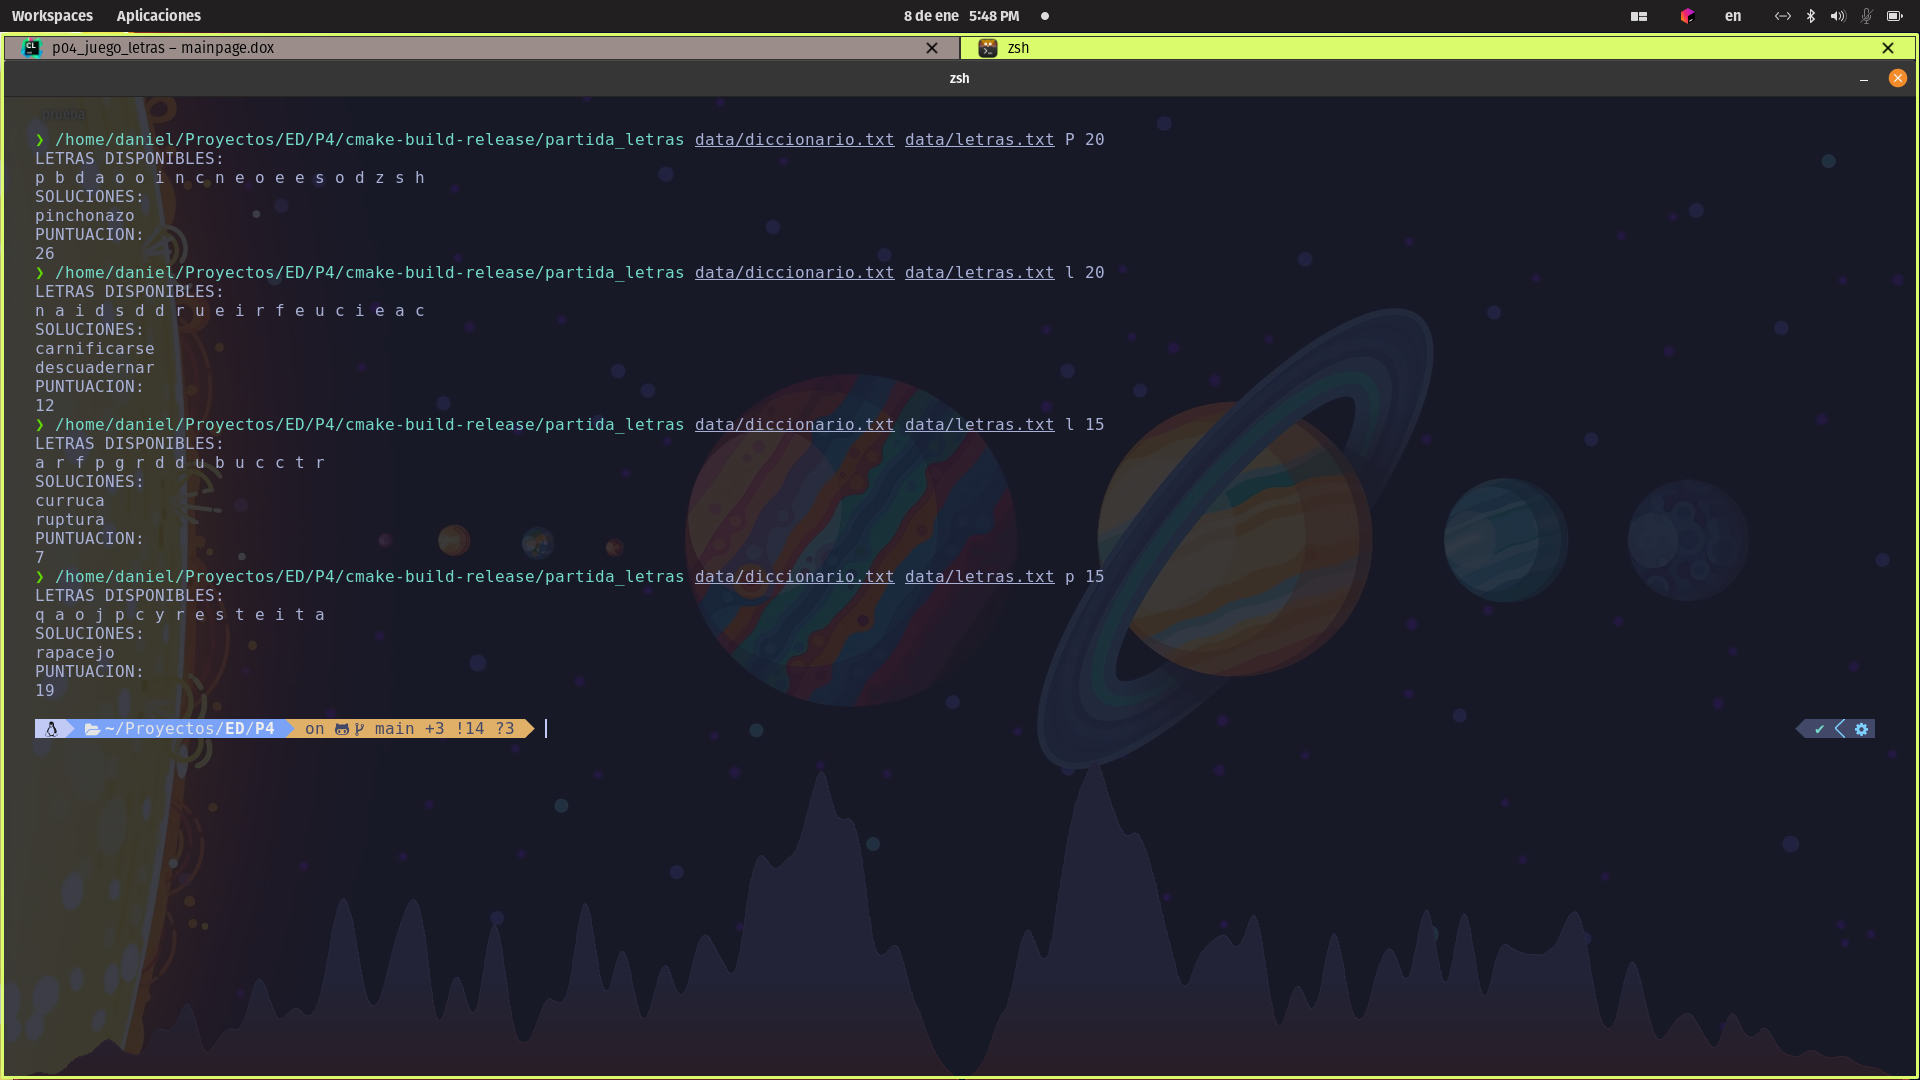 Workspaces Aplicaciones 8 de ene 5:48 PM en
p04_juego_letras – mainpage.dox zsh
zsh
prueba
❯ /home/daniel/Proyectos/ED/P4/cmake-build-release/partida_letras data/diccionario.txt data/letras.txt P 20
LETRAS DISPONIBLES:
p b d a o o i n c n e o e e s o d z s h
SOLUCIONES:
pinchonazo
PUNTUACION:
26
❯ /home/daniel/Proyectos/ED/P4/cmake-build-release/partida_letras data/diccionario.txt data/letras.txt l 20
LETRAS DISPONIBLES:
n a i d s d d r u e i r f e u c i e a c
SOLUCIONES:
carnificarse
descuadernar
PUNTUACION:
12
❯ /home/daniel/Proyectos/ED/P4/cmake-build-release/partida_letras data/diccionario.txt data/letras.txt l 15
LETRAS DISPONIBLES:
a r f p g r d d u b u c c t r
SOLUCIONES:
curruca
ruptura
PUNTUACION:
7
❯ /home/daniel/Proyectos/ED/P4/cmake-build-release/partida_letras data/diccionario.txt data/letras.txt p 15
LETRAS DISPONIBLES:
q a o j p c y r e s t e i t a
SOLUCIONES:
rapacejo
PUNTUACION:
19
~/Proyectos/ED/P4 on main +3 !14 ?3